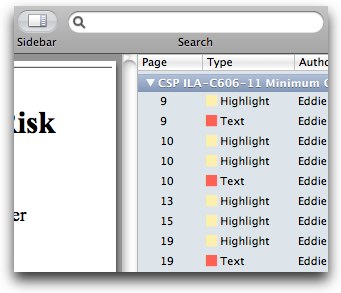 Sidebar Search
Page Type Autho
CSP ILA-C606-11 Minimum
9 Highlight Eddie
9 Text Eddie
10 Highlight Eddie
10 Highlight Eddie
10 Text Eddie
13 Highlight Eddie
15 Highlight Eddie
19 Highlight Eddie
19 Text Eddie
Risk
er